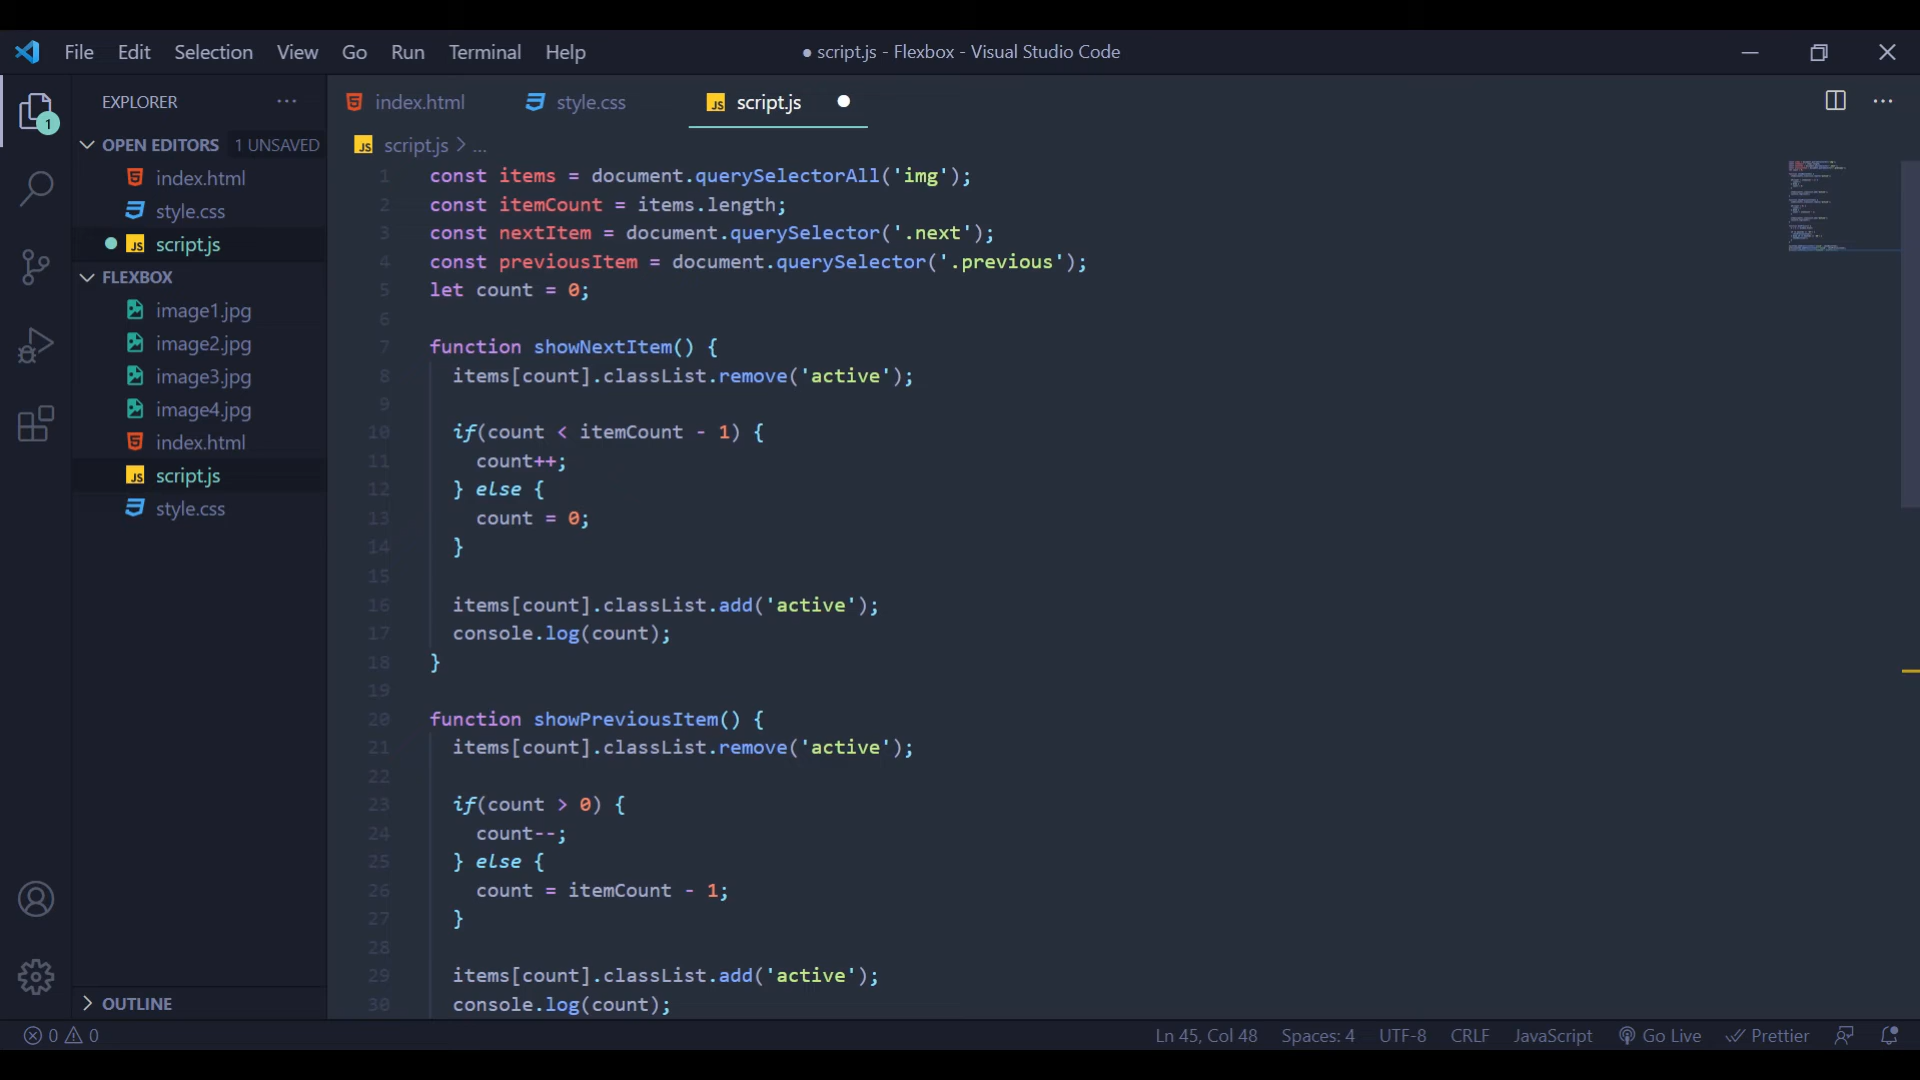 File Edit Selection View Go Run Terminal Help
● script.js - Flexbox - Visual Studio Code
EXPLORER ...
OPEN EDITORS 1 UNSAVED
index.html
style.css
JS script.js
FLEXBOX
image1.jpg
image2.jpg
image3.jpg
image4.jpg
index.html
JS script.js
style.css
OUTLINE
1
index.html style.css JS script.js
JS script.js > ...
1 const items = document.querySelectorAll('img');
2 const itemCount = items.length;
3 const nextItem = document.querySelector('.next');
4 const previousItem = document.querySelector('.previous');
5 let count = 0;
6
7 function showNextItem() {
8 items[count].classList.remove('active');
9
10 if(count < itemCount - 1) {
11 count++;
12 } else {
13 count = 0;
14 }
15
16 items[count].classList.add('active');
17 console.log(count);
18 }
19
20 function showPreviousItem() {
21 items[count].classList.remove('active');
22
23 if(count > 0) {
24 count--;
25 } else {
26 count = itemCount - 1;
27 }
28
29 items[count].classList.add('active');
30 console.log(count);
0 0
Ln 45, Col 48 Spaces: 4 UTF-8 CRLF JavaScript Go Live Prettier